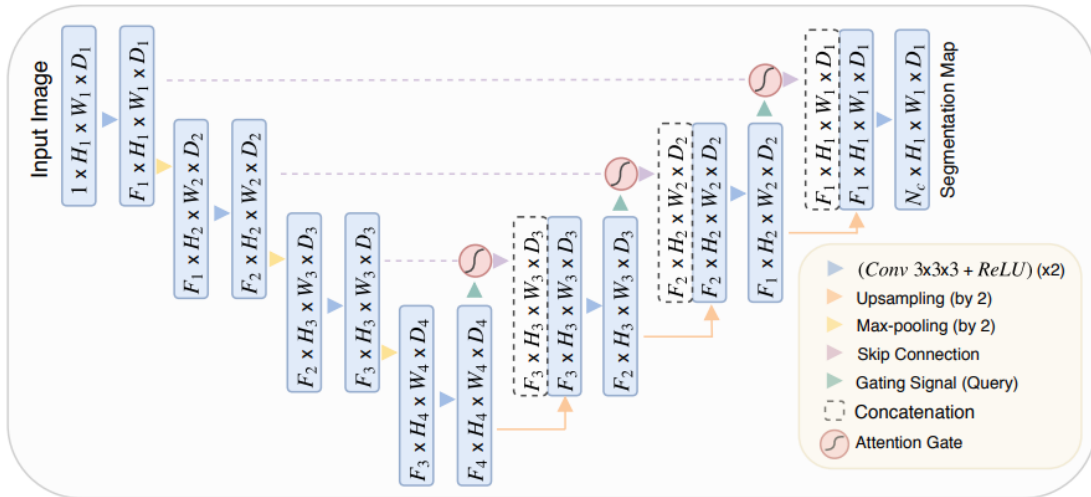 Input Image
1 x H₁ x W₁ x D₁
F₁ x H₁ x W₁ x D₁
F₁ x H₂ x W₂ x D₂
F₂ x H₂ x W₂ x D₂
F₂ x H₃ x W₃ x D₃
F₃ x H₃ x W₃ x D₃
F₃ x H₄ x W₄ x D₄
F₄ x H₄ x W₄ x D₄
F₃ x H₃ x W₃ x D₃
F₃ x H₃ x W₃ x D₃
F₂ x H₃ x W₃ x D₃
F₂ x H₂ x W₂ x D₂
F₂ x H₂ x W₂ x D₂
F₁ x H₂ x W₂ x D₂
F₁ x H₁ x W₁ x D₁
F₁ x H₁ x W₁ x D₁
N_c x H₁ x W₁ x D₁
Segmentation Map
(Conv 3x3x3 + ReLU) (x2)
Upsampling (by 2)
Max-pooling (by 2)
Skip Connection
Gating Signal (Query)
Concatenation
Attention Gate